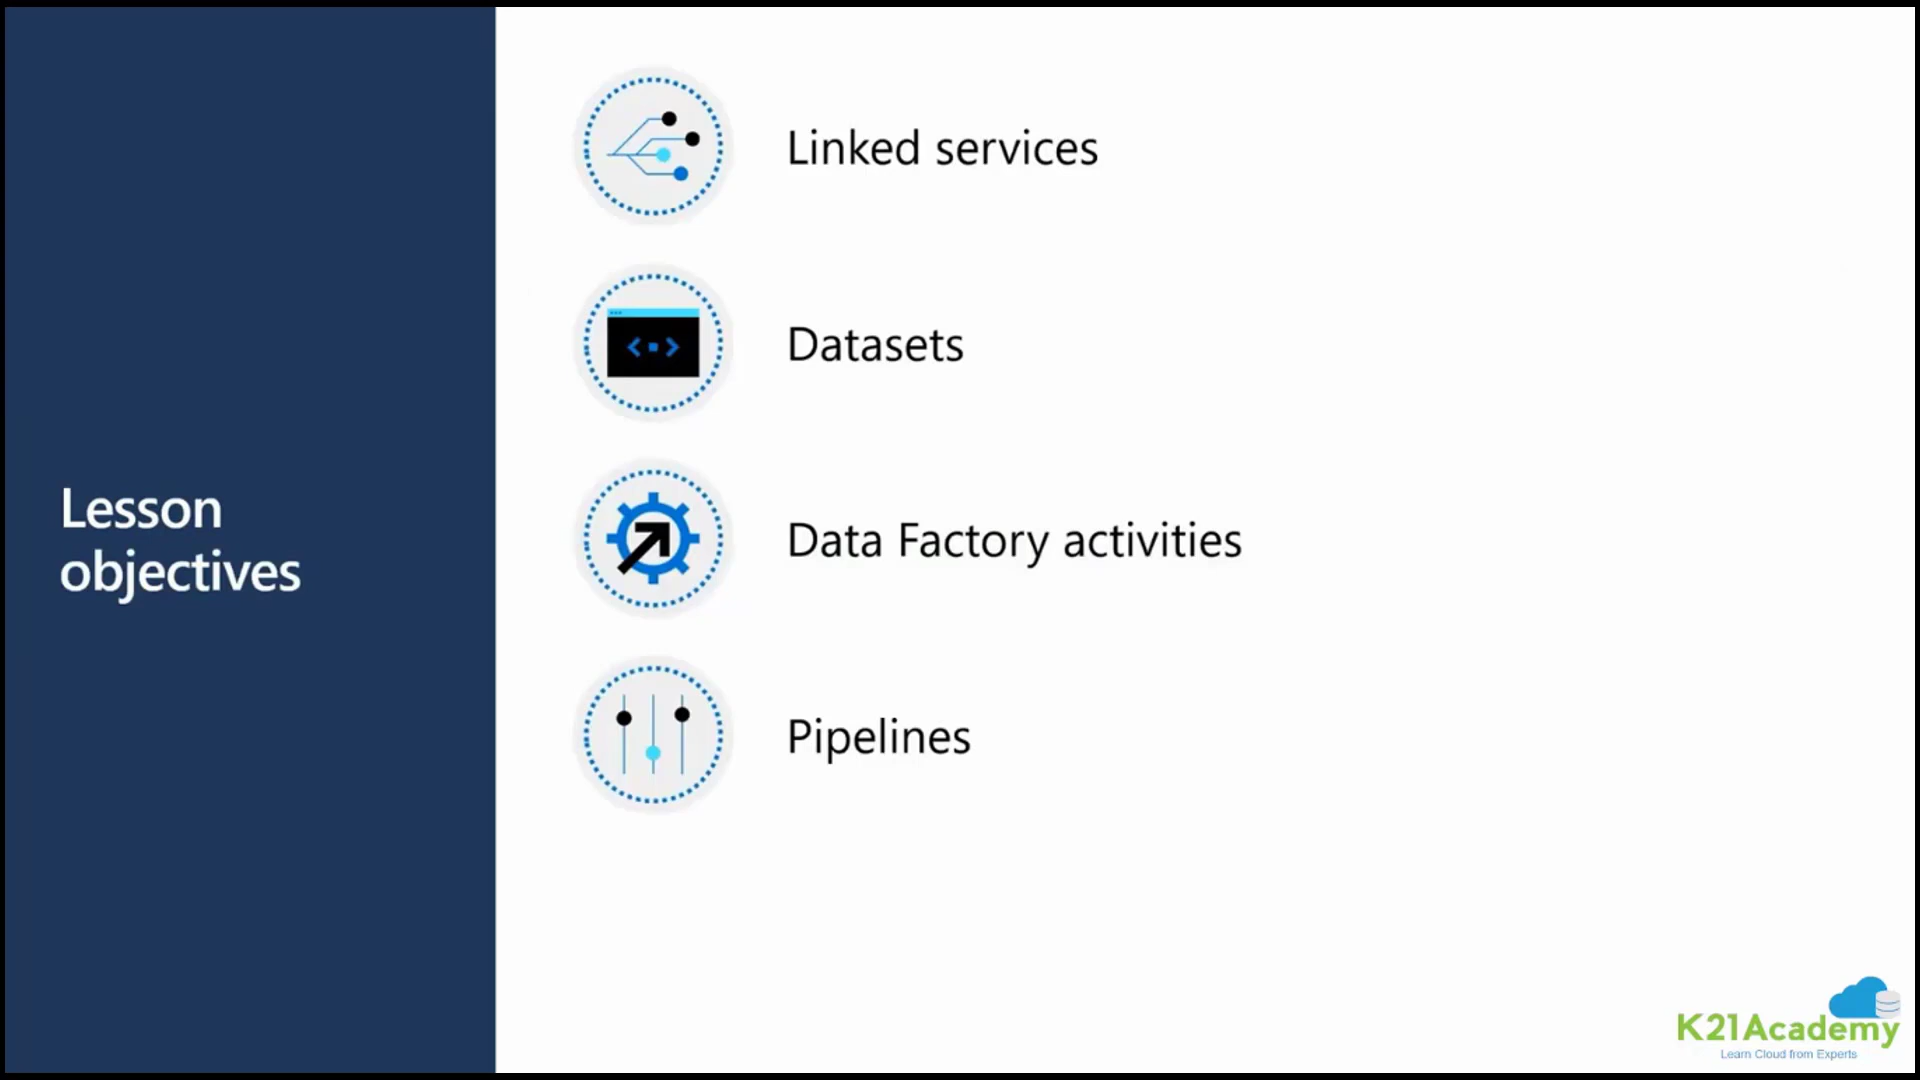 Lesson
objectives
Linked services
Datasets
Data Factory activities
Pipelines
K21Academy
Learn Cloud from Experts